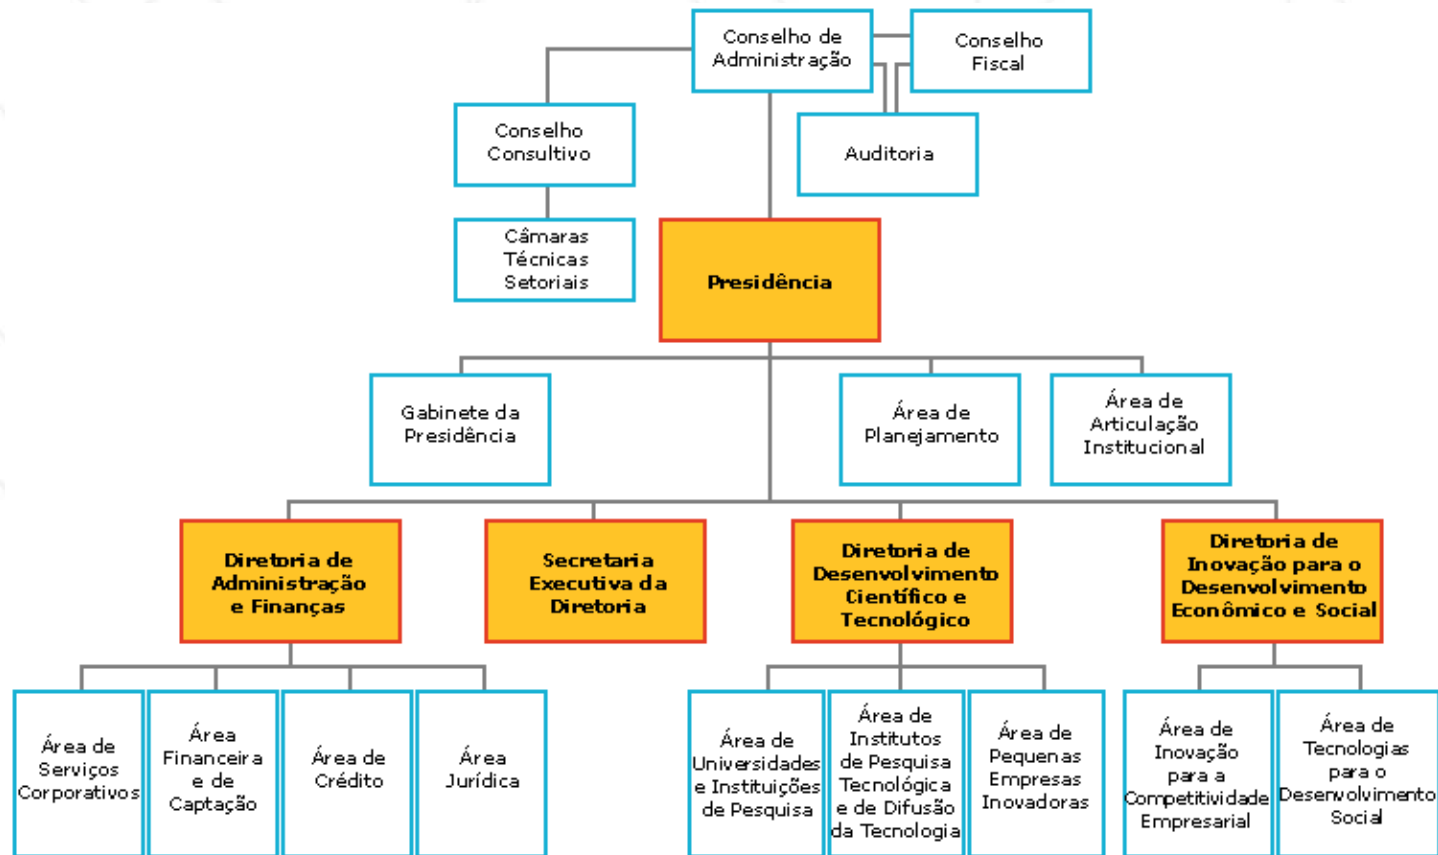 Conselho de
Administração
Conselho
Fiscal
Conselho
Consultivo
Auditoria
Câmaras
Técnicas
Setoriais
Presidência
Gabinete da
Presidência
Área de
Planejamento
Área de
Articulação
Institucional
Diretoria de
Administração
e Finanças
Secretaria
Executiva da
Diretoria
Diretoria de
Desenvolvimento
Científico e
Tecnológico
Diretoria de
Inovação para o
Desenvolvimento
Econômico e Social
Área de
Serviços
Corporativos
Área
Financeira
e de
Captação
Área de
Crédito
Área
Jurídica
Área de
Universidades
e Instituições
de Pesquisa
Área de
Institutos
de Pesquisa
Tecnológica
e de Difusão
da Tecnologia
Área de
Pequenas
Empresas
Inovadoras
Área de
Inovação
para a
Competitividade
Empresarial
Área de
Tecnologias
para o
Desenvolvimento
Social